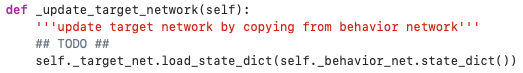 def _update_target_network(self):
    '''update target network by copying from behavior network'''
    ## TODO ##
    self._target_net.load_state_dict(self._behavior_net.state_dict())